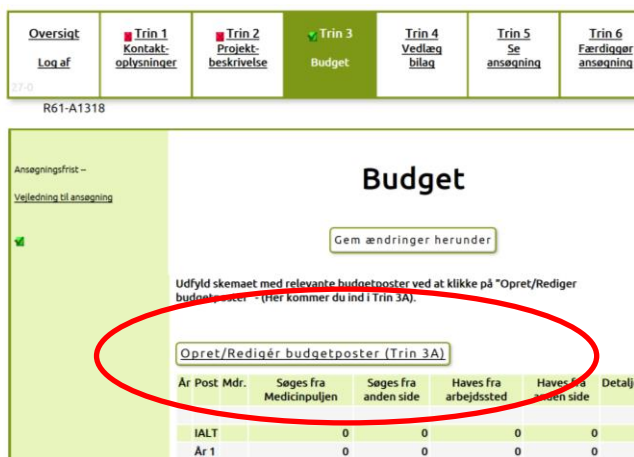 Oversigt
Log af
27-0
Trin 1
Kontakt-
oplysninger
Trin 2
Projekt-
beskrivelse
Trin 3
Budget
Trin 4
Vedlæg
bilag
Trin 5
Se
ansøgning
Trin 6
Færdiggør
ansøgning
R61-A1318
Ansøgningsfrist –
Vejledning til ansøgning
Budget
Gem ændringer herunder
Udfyld skemaet med relevante budgetposter ved at klikke på "Opret/Rediger
budgetposter" - (Her kommer du ind i Trin 3A).
Opret/Redigér budgetposter (Trin 3A)
År Post Mdr. Søges fra Søges fra Haves fra Haves fra Detalj
Medicinpuljen anden side arbejdssted anden side
IALT 0 0 0 0
År 1 0 0 0 0